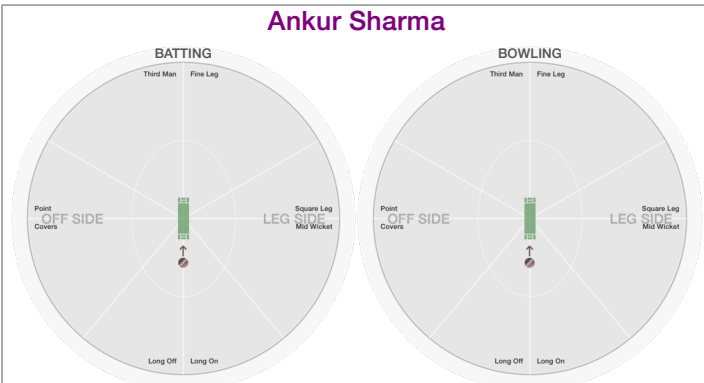 Ankur Sharma
BATTING
Third Man Fine Leg
Point
OFF SIDE
Covers
Square Leg
LEG SIDE
Mid Wicket
Long Off Long On
BOWLING
Third Man Fine Leg
Point
OFF SIDE
Covers
Square Leg
LEG SIDE
Mid Wicket
Long Off Long On